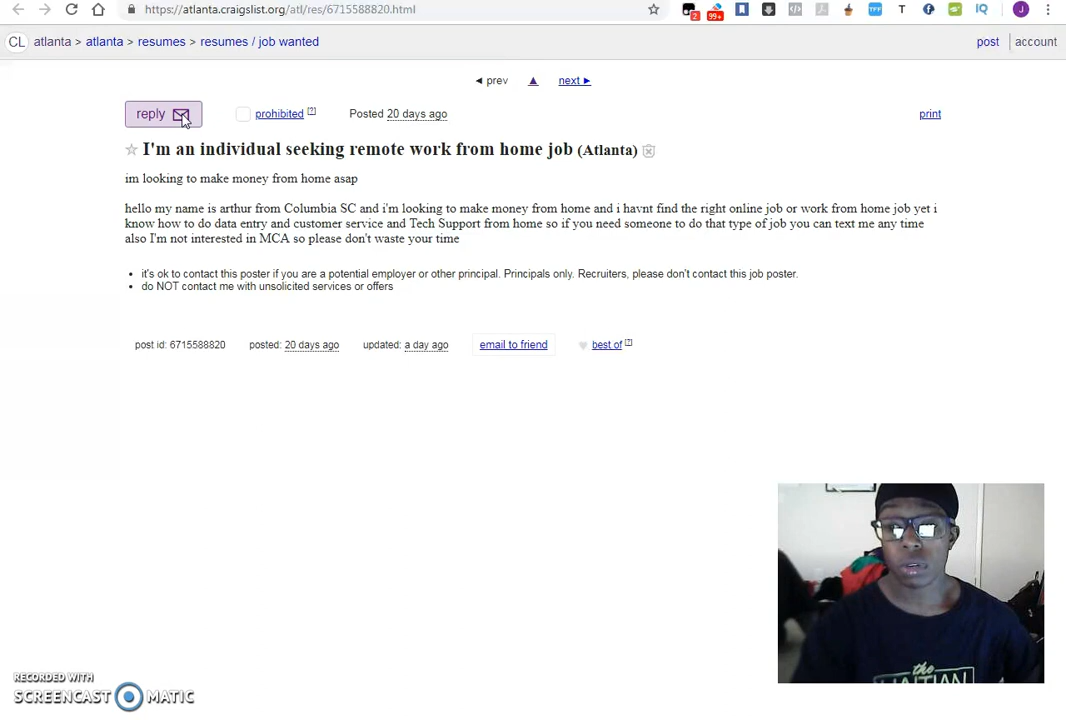 https://atlanta.craigslist.org/atl/res/6715588820.html
2 99+ TFF T IQ J
CL atlanta > atlanta > resumes > resumes / job wanted post account
◄ prev ▲ next ►
reply prohibited [?] Posted 20 days ago print
I'm an individual seeking remote work from home job (Atlanta)
im looking to make money from home asap
hello my name is arthur from Columbia SC and i'm looking to make money from home and i havnt find the right online job or work from home job yet i
know how to do data entry and customer service and Tech Support from home so if you need someone to do that type of job you can text me any time
also I'm not interested in MCA so please don't waste your time
• it's ok to contact this poster if you are a potential employer or other principal. Principals only. Recruiters, please don't contact this job poster.
• do NOT contact me with unsolicited services or offers
post id: 6715588820 posted: 20 days ago updated: a day ago email to friend best of [?]
the
HAITIAN
RECORDED WITH
SCREENCAST MATIC